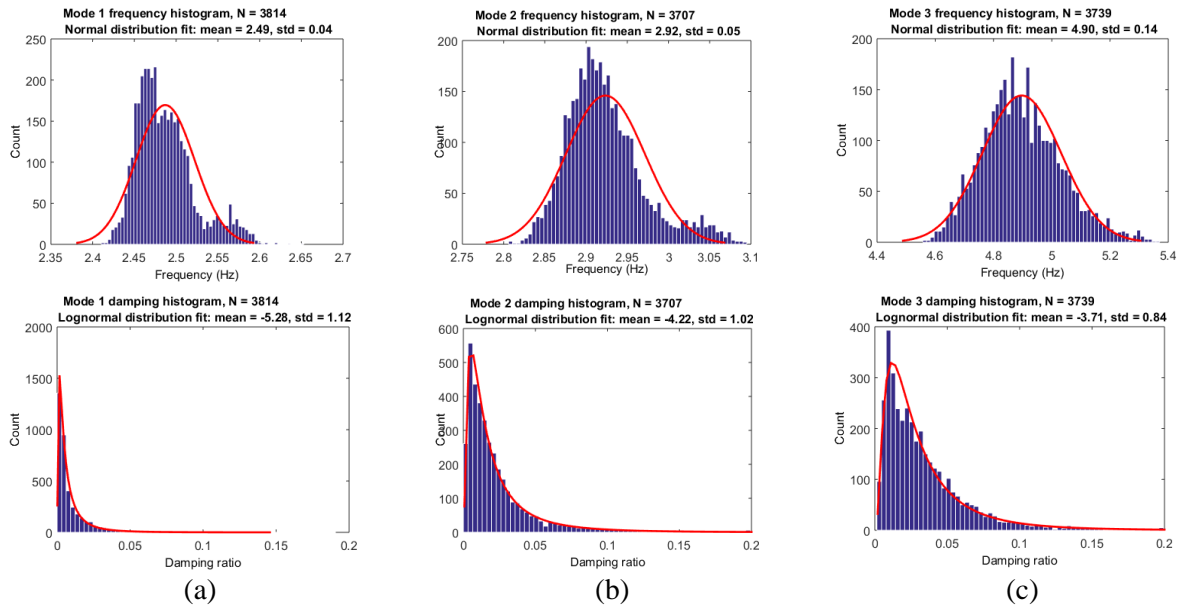 Mode 1 frequency histogram, N = 3814
Normal distribution fit: mean = 2.49, std = 0.04
250
200
150
100
50
0
Count
2.35 2.4 2.45 2.5 2.55 2.6 2.65 2.7
Frequency (Hz)
Mode 2 frequency histogram, N = 3707
Normal distribution fit: mean = 2.92, std = 0.05
200
150
100
50
0
Count
2.75 2.8 2.85 2.9 2.95 3 3.05 3.1
Frequency (Hz)
Mode 3 frequency histogram, N = 3739
Normal distribution fit: mean = 4.90, std = 0.14
200
150
100
50
0
Count
4.4 4.6 4.8 5 5.2 5.4
Frequency (Hz)
Mode 1 damping histogram, N = 3814
Lognormal distribution fit: mean = -5.28, std = 1.12
2000
1500
1000
500
0
Count
0 0.05 0.1 0.15 0.2
Damping ratio
(a)
Mode 2 damping histogram, N = 3707
Lognormal distribution fit: mean = -4.22, std = 1.02
600
500
400
300
200
100
0
Count
0 0.05 0.1 0.15 0.2
Damping ratio
(b)
Mode 3 damping histogram, N = 3739
Lognormal distribution fit: mean = -3.71, std = 0.84
400
300
200
100
0
Count
0 0.05 0.1 0.15 0.2
Damping ratio
(c)